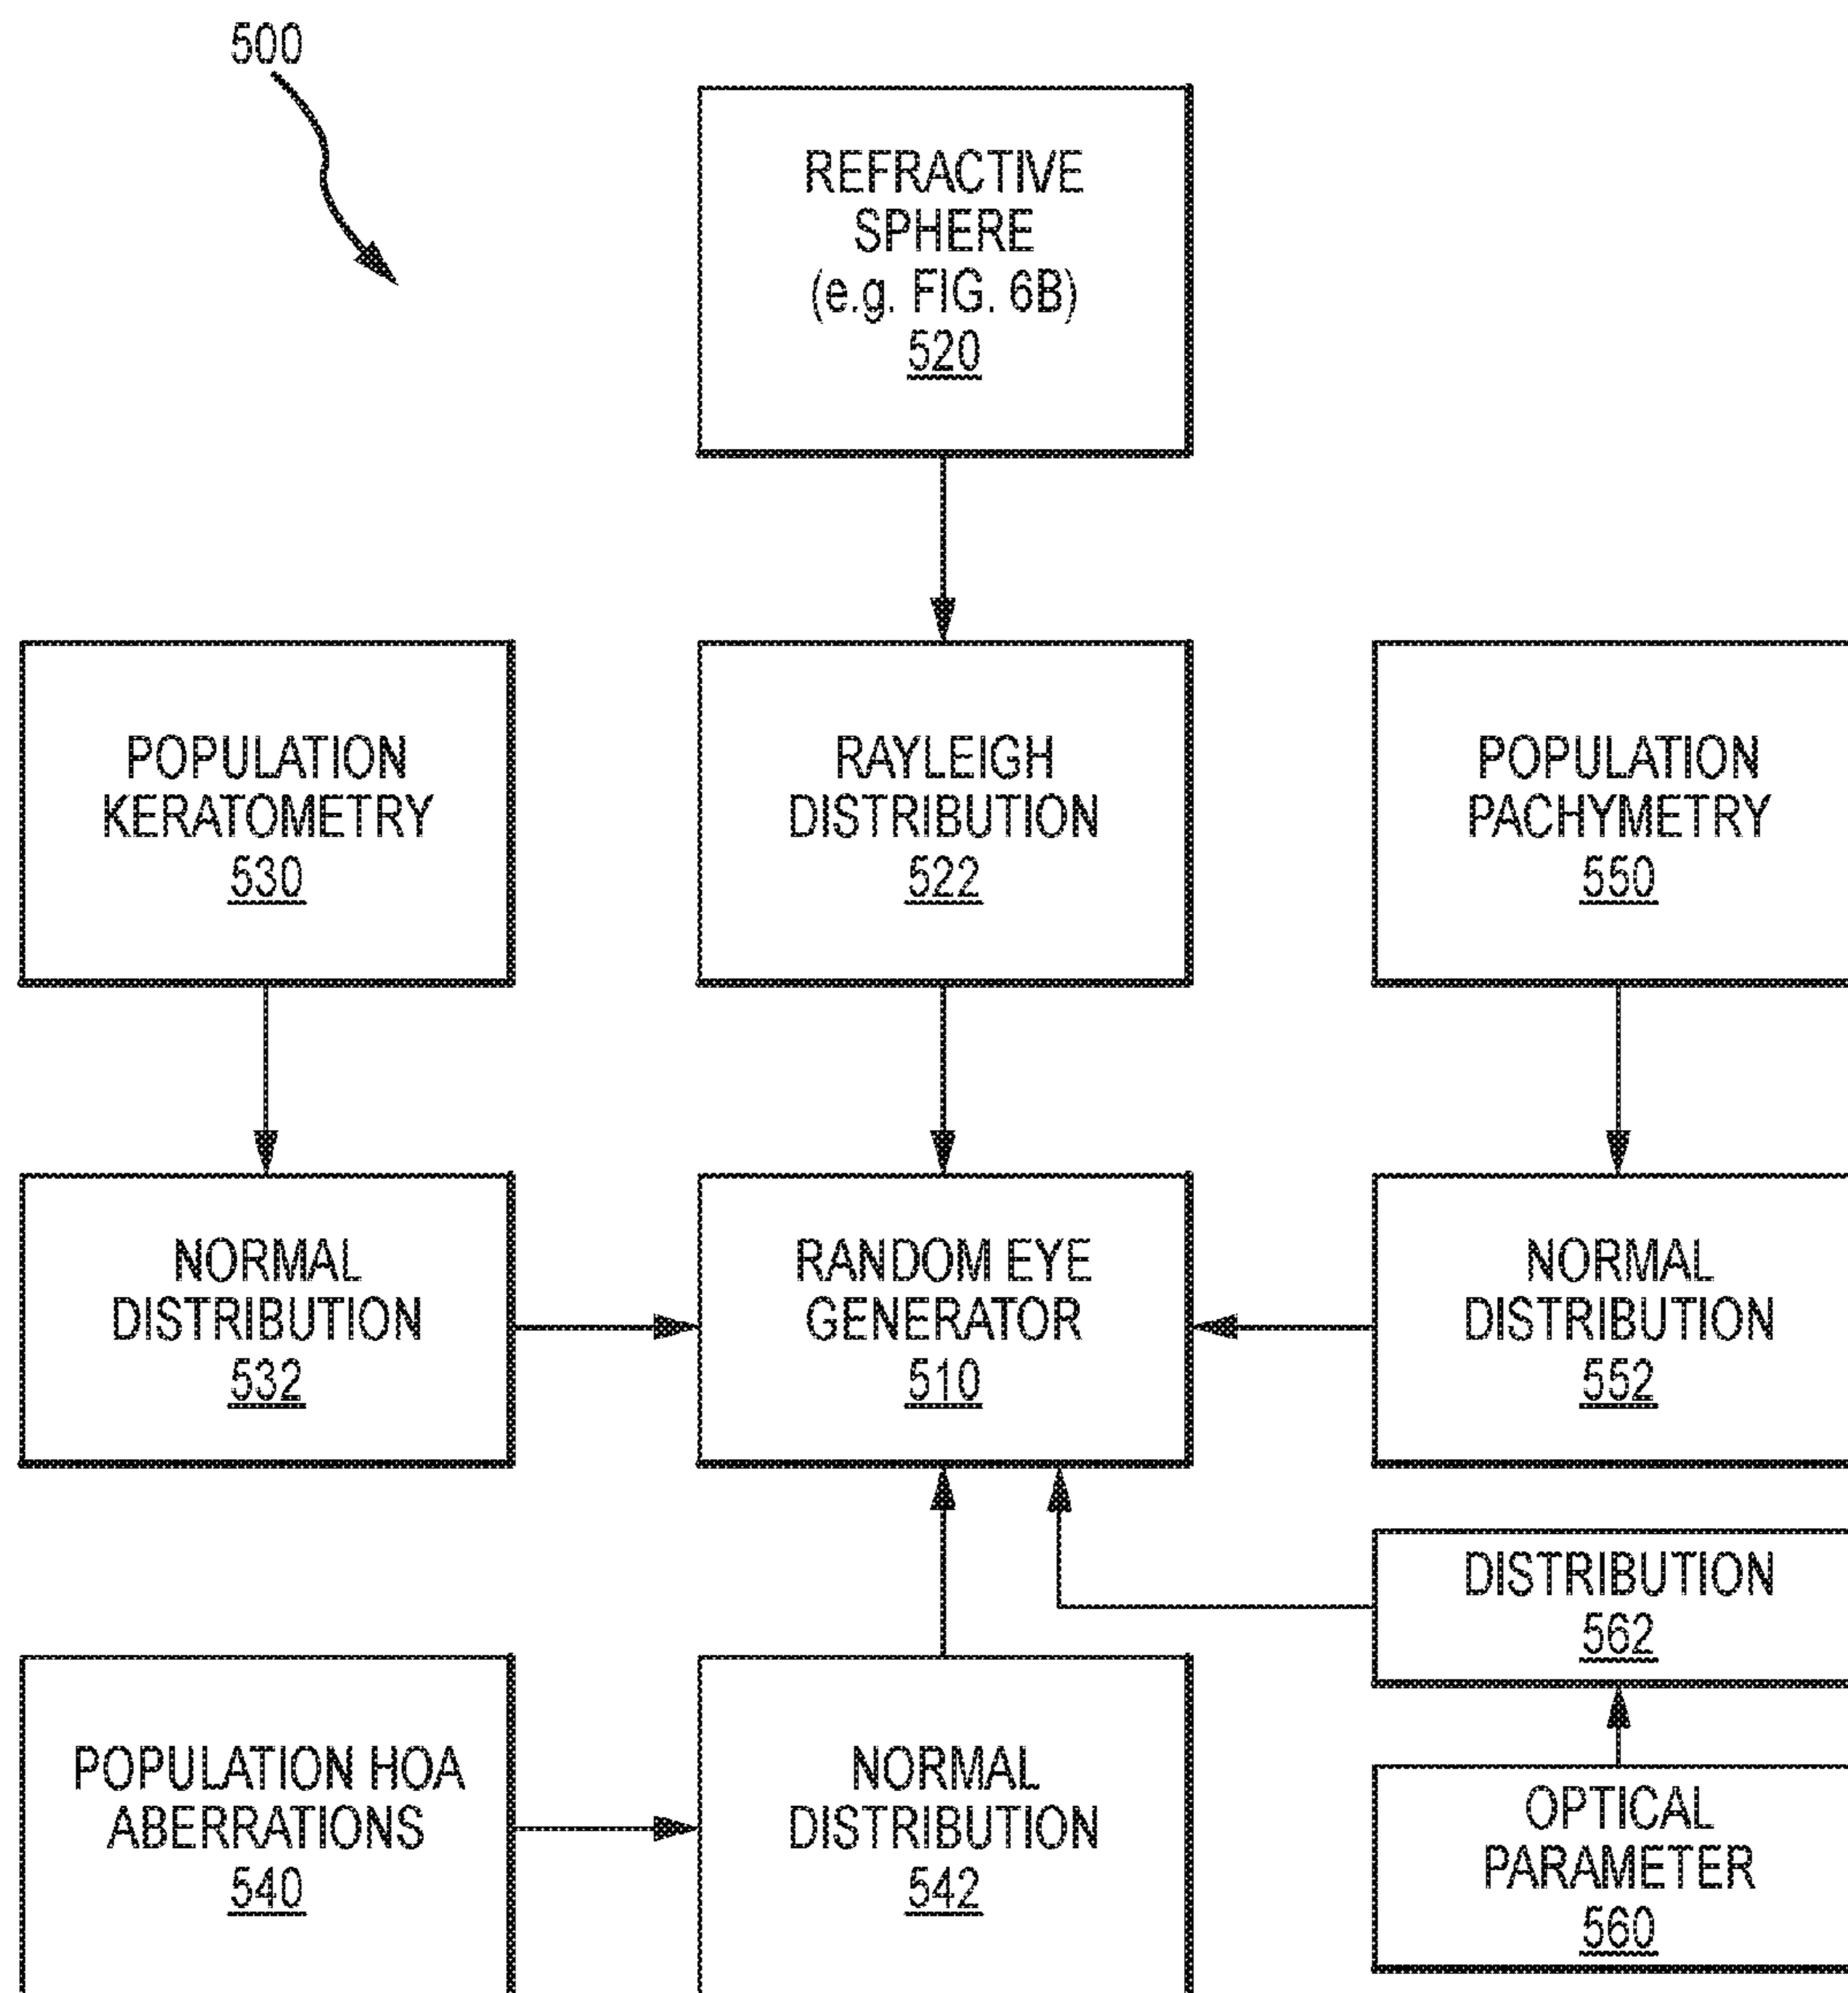 500
REFRACTIVE
SPHERE
(e.g. FIG. 6B)
520
POPULATION
KERATOMETRY
530
RAYLEIGH
DISTRIBUTION
522
POPULATION
PACHYMETRY
550
NORMAL
DISTRIBUTION
532
RANDOM EYE
GENERATOR
510
NORMAL
DISTRIBUTION
552
DISTRIBUTION
562
POPULATION HOA
ABERRATIONS
540
NORMAL
DISTRIBUTION
542
OPTICAL
PARAMETER
560